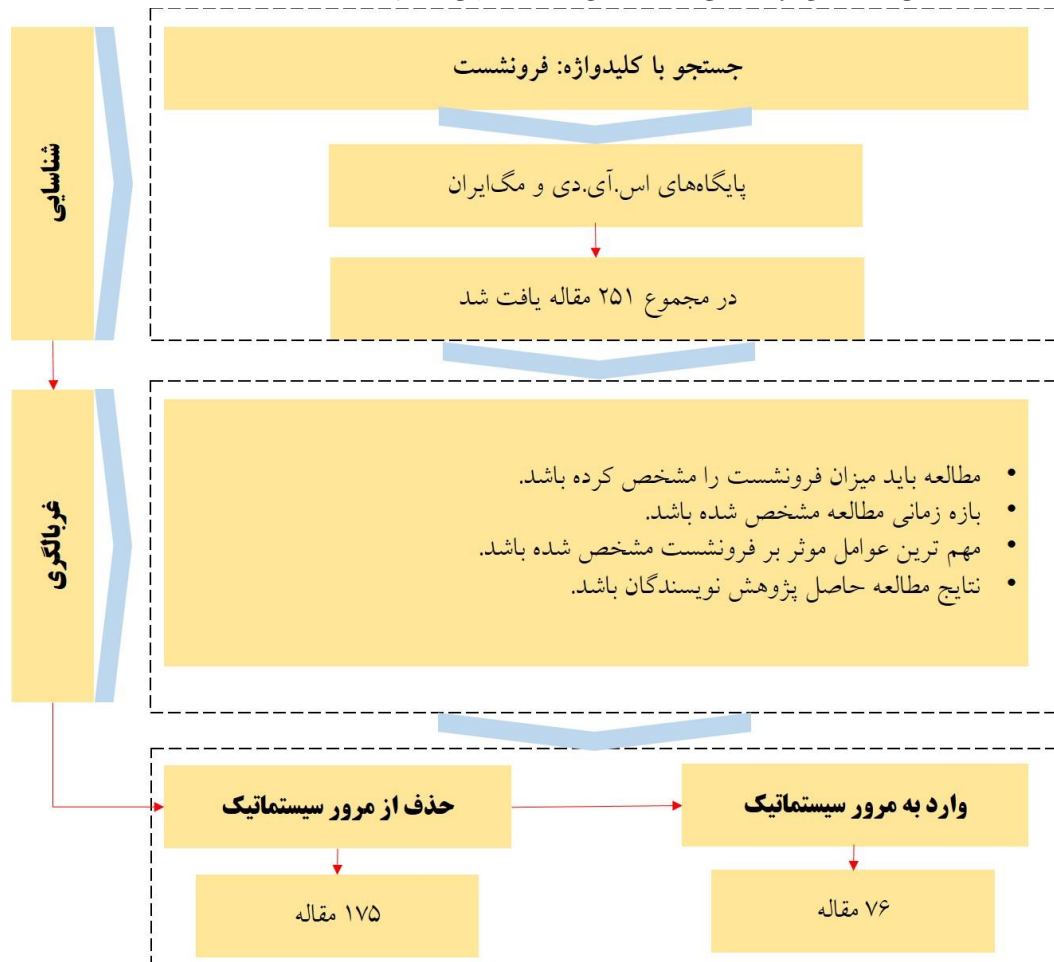 شناسایی
جستجو با کلیدواژه: فرونشست
پایگاه‌های اس.آی.دی و مگ‌ایران
در مجموع ۲۵۱ مقاله یافت شد
غربالگری
• مطالعه باید میزان فرونشست را مشخص کرده باشد.
• بازه زمانی مطالعه مشخص شده باشد.
• مهم ترین عوامل موثر بر فرونشست مشخص شده باشد.
• نتایج مطالعه حاصل پژوهش نویسندگان باشد.
وارد به مرور سیستماتیک
حذف از مرور سیستماتیک
۷۶ مقاله
۱۷۵ مقاله